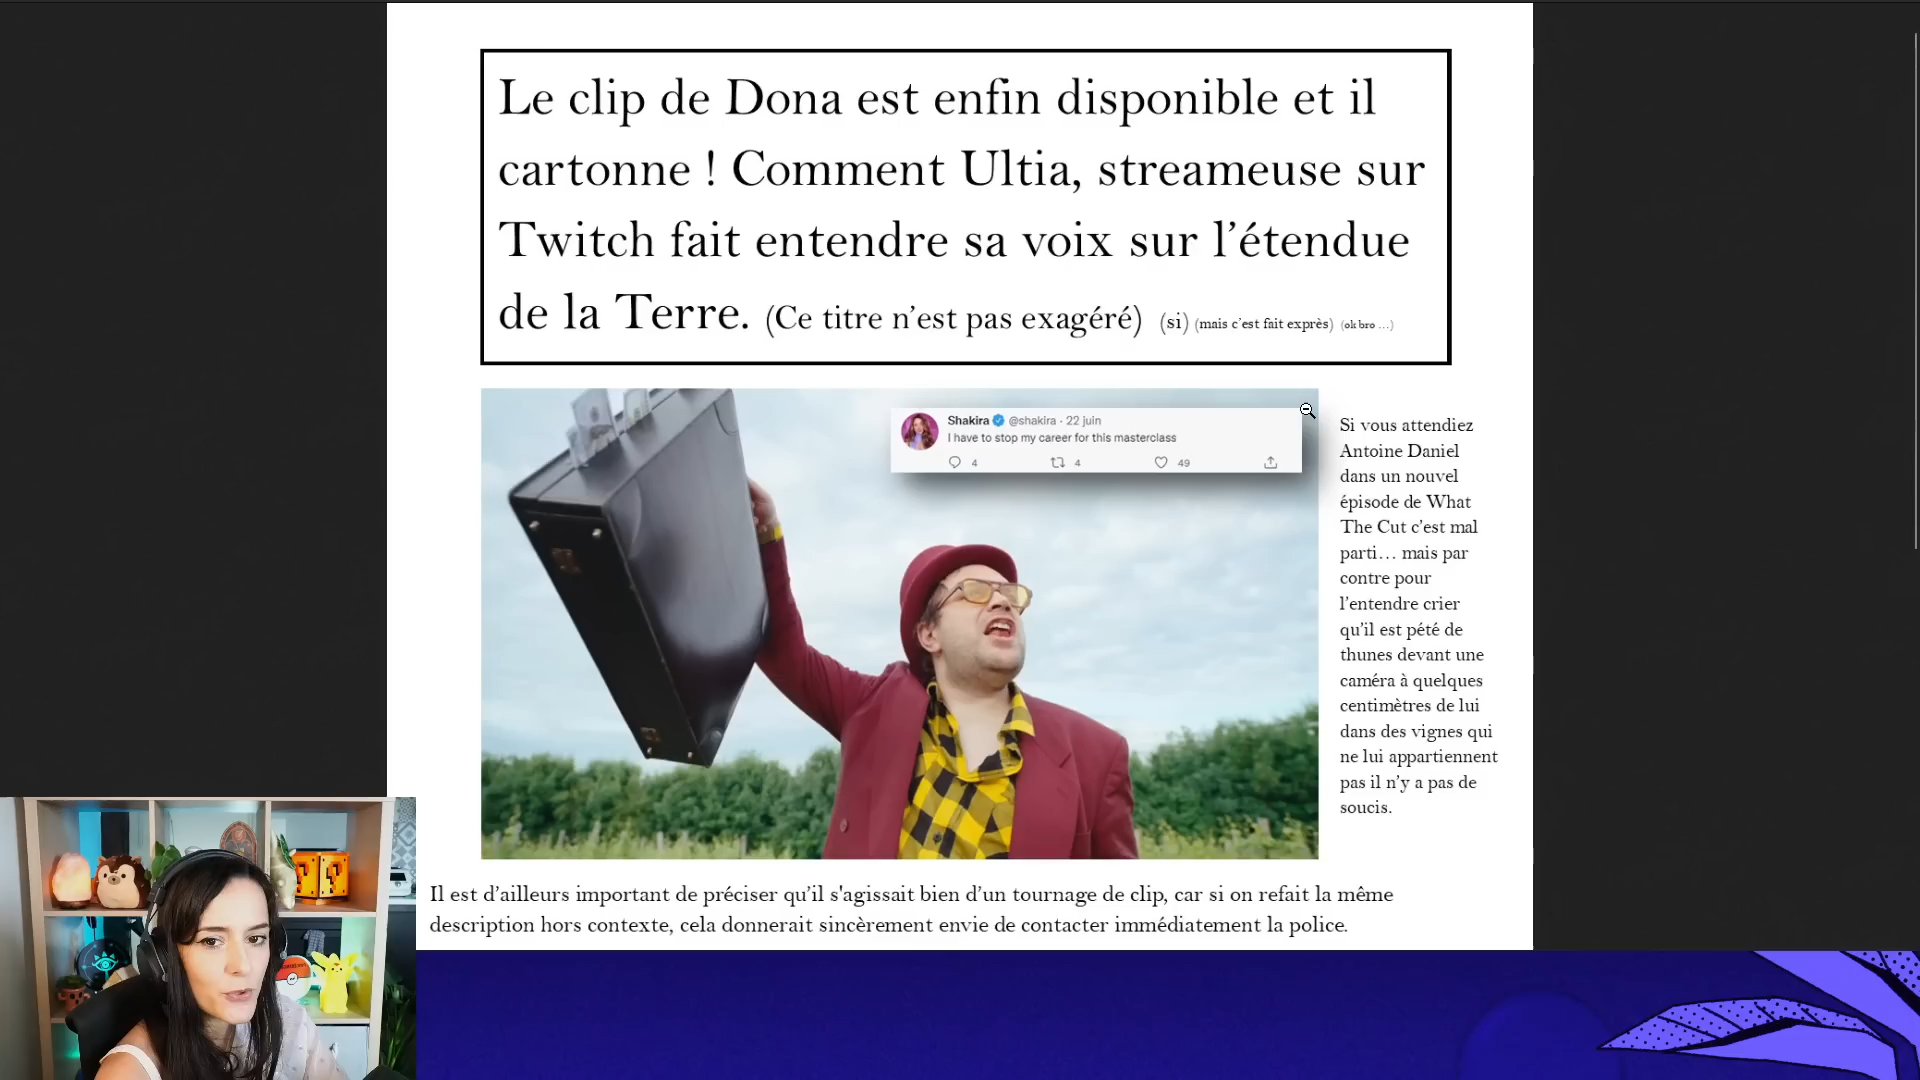 Le clip de Dona est enfin disponible et il
cartonne ! Comment Ultia, streameuse sur
Twitch fait entendre sa voix sur l’étendue
de la Terre. (Ce titre n’est pas exagéré) (si) (mais c’est fait exprès) (ok bro …)
Shakira @shakira · 22 juin
I have to stop my career for this masterclass
4 4 49
Si vous attendiez
Antoine Daniel
dans un nouvel
épisode de What
The Cut c’est mal
parti… mais par
contre pour
l’entendre crier
qu’il est pété de
thunes devant une
caméra à quelques
centimètres de lui
dans des vignes qui
ne lui appartiennent
pas il n’y a pas de
soucis.
Il est d’ailleurs important de préciser qu’il s'agissait bien d’un tournage de clip, car si on refait la même
description hors contexte, cela donnerait sincèrement envie de contacter immédiatement la police.